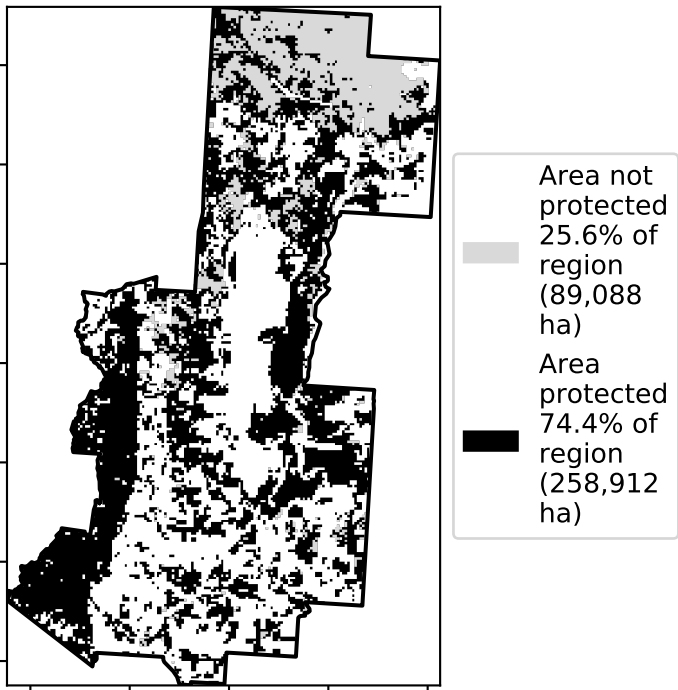 Area not
protected
25.6% of
region
(89,088
ha)
Area
protected
74.4% of
region
(258,912
ha)